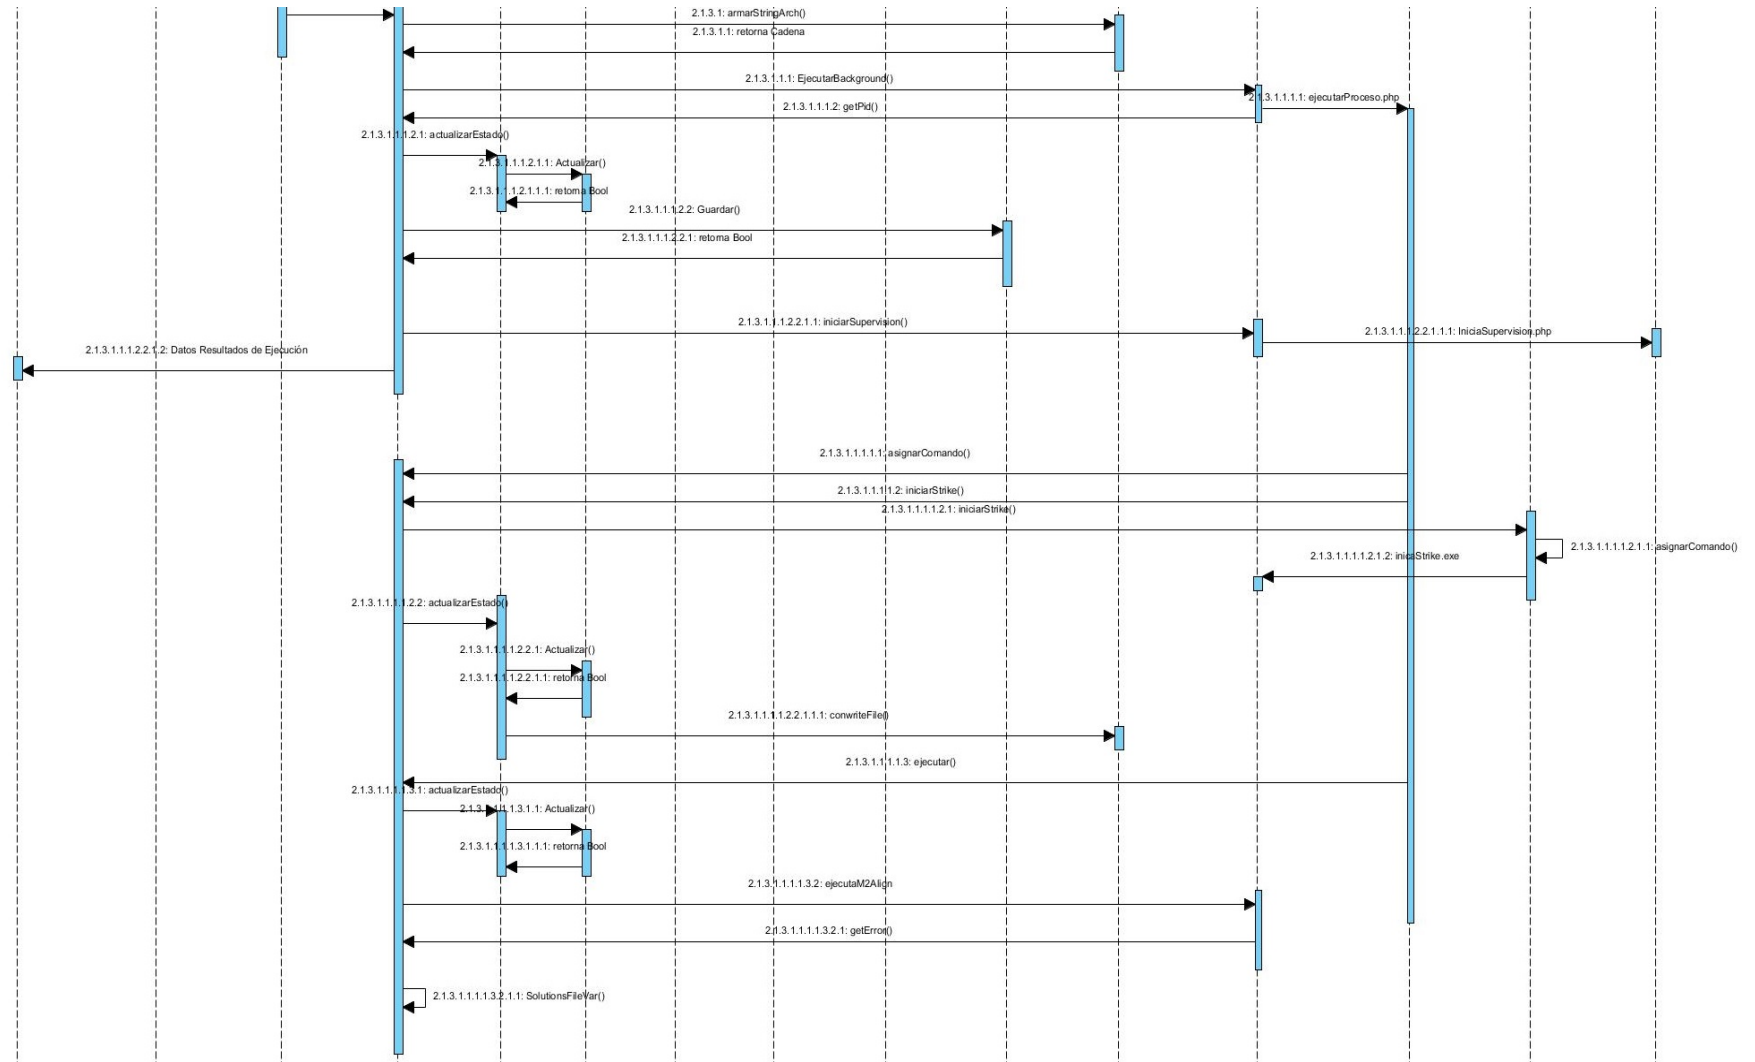 2.1.3.1: armarStringArch()
2.1.3.1.1: retorna Cadena
2.1.3.1.1.1: EjecutarBackground()
2.1.3.1.1.1.1: ejecutarProceso.php
2.1.3.1.1.1.2: getPid()
2.1.3.1.1.1.2.1: actualizarEstado()
2.1.3.1.1.1.2.1.1: Actualizar()
2.1.3.1.1.1.2.1.1.1: retorna Bool
2.1.3.1.1.1.2.2: Guardar()
2.1.3.1.1.1.2.2.1: retorna Bool
2.1.3.1.1.1.2.2.1.1: iniciarSupervision()
2.1.3.1.1.1.2.2.1.1.1: IniciaSupervision.php
2.1.3.1.1.1.2.2.1.2: Datos Resultados de Ejecución
2.1.3.1.1.1.1.1: asignarComando()
2.1.3.1.1.1.1.2: iniciarStrike()
2.1.3.1.1.1.1.2.1: iniciarStrike()
2.1.3.1.1.1.1.2.1.1: asignarComando()
2.1.3.1.1.1.1.2.1.2: iniciaStrike.exe
2.1.3.1.1.1.1.2.2: actualizarEstado()
2.1.3.1.1.1.1.2.2.1: Actualizar()
2.1.3.1.1.1.1.2.2.1.1: retorna Bool
2.1.3.1.1.1.1.2.2.1.1.1: conwriteFile()
2.1.3.1.1.1.1.3: ejecutar()
2.1.3.1.1.1.1.3.1: actualizarEstado()
2.1.3.1.1.1.1.3.1.1: Actualizar()
2.1.3.1.1.1.1.3.1.1.1: retorna Bool
2.1.3.1.1.1.1.3.2: ejecutaM2Align
2.1.3.1.1.1.1.3.2.1: getError()
2.1.3.1.1.1.1.3.2.1.1: SolutionsFileVar()